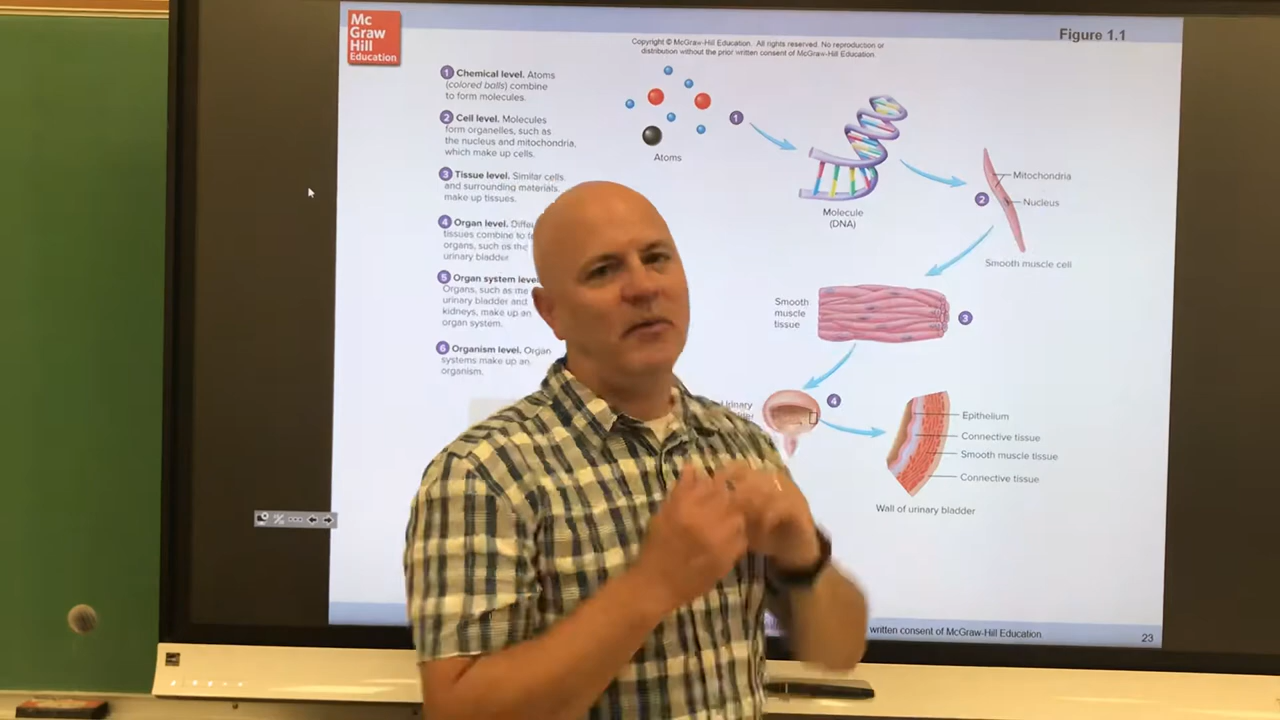 Mc
Graw
Hill
Education
Figure 1.1
Copyright © McGraw-Hill Education. All rights reserved. No reproduction or
distribution without the prior written consent of McGraw-Hill Education.
1 Chemical level. Atoms
(colored balls) combine
to form molecules.
2 Cell level. Molecules
form organelles, such as
the nucleus and mitochondria,
which make up cells.
3 Tissue level. Similar cells
and surrounding materials
make up tissues.
4 Organ level.
tissues combine to
organs, such as the
urinary bladder
5 Organ system level
Organs, such as the
urinary bladder and
kidneys, make up an
organ system.
6 Organism level. Organ
systems make up an
organism.
1
Atoms
Molecule
(DNA)
2
Mitochondria
Nucleus
Smooth muscle cell
Smooth
muscle
tissue
3
Urinary
4
Epithelium
Connective tissue
Smooth muscle tissue
Connective tissue
Wall of urinary bladder
written consent of McGraw-Hill Education.
23